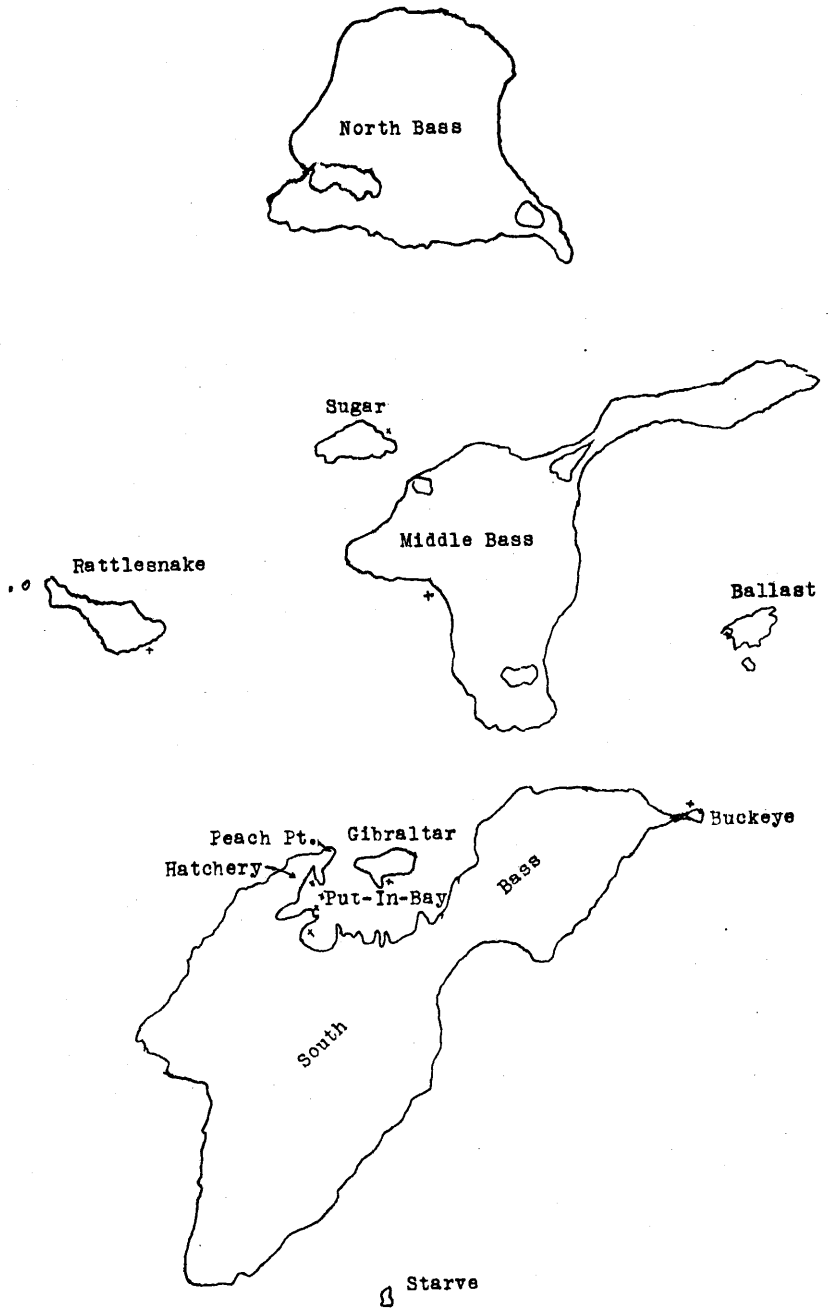 North Bass
Sugar
Middle Bass
Rattlesnake
Ballast
Buckeye
Peach Pt.
Gibraltar
Hatchery
Put-In-Bay
Bass
South
Starve